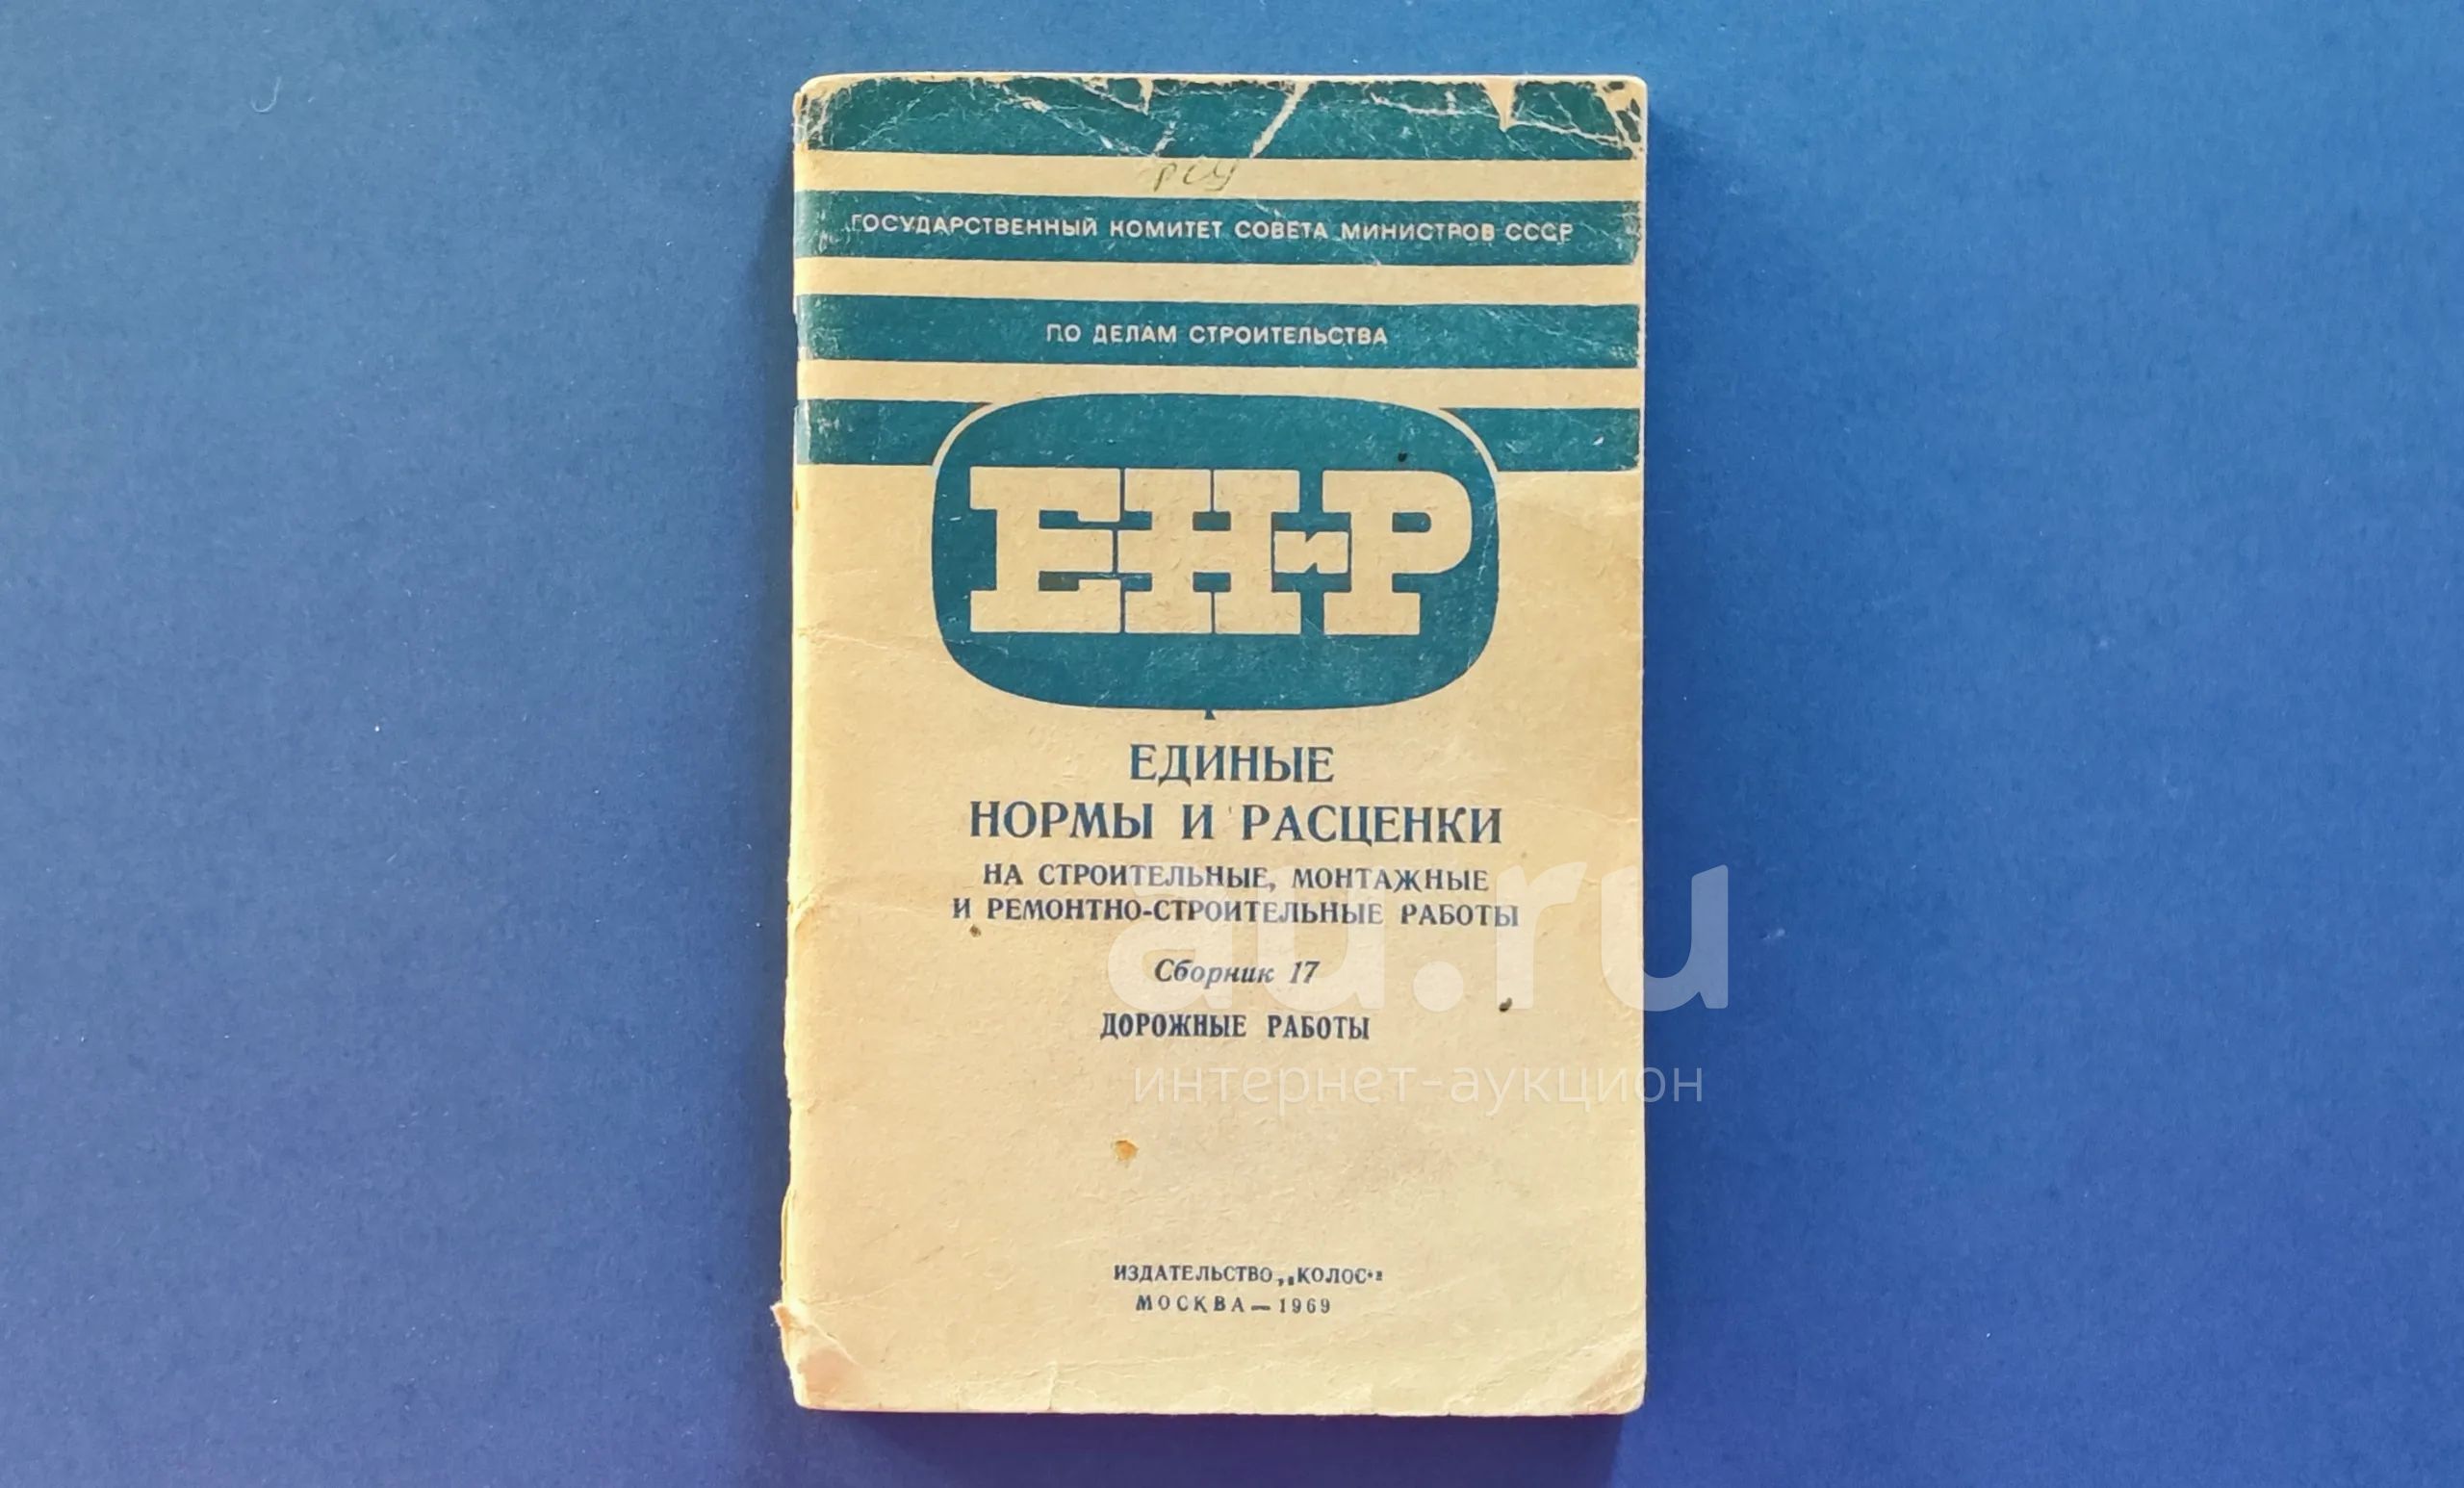 РСУ
ГОСУДАРСТВЕННЫЙ КОМИТЕТ СОВЕТА МИНИСТРОВ СССР
ПО ДЕЛАМ СТРОИТЕЛЬСТВА
ЕНиР
ЕДИНЫЕ
НОРМЫ И РАСЦЕНКИ
НА СТРОИТЕЛЬНЫЕ, МОНТАЖНЫЕ
И РЕМОНТНО-СТРОИТЕЛЬНЫЕ РАБОТЫ
Сборник 17
ДОРОЖНЫЕ РАБОТЫ
au.ru
интернет-аукцион
ИЗДАТЕЛЬСТВО „КОЛОС“
МОСКВА — 1969